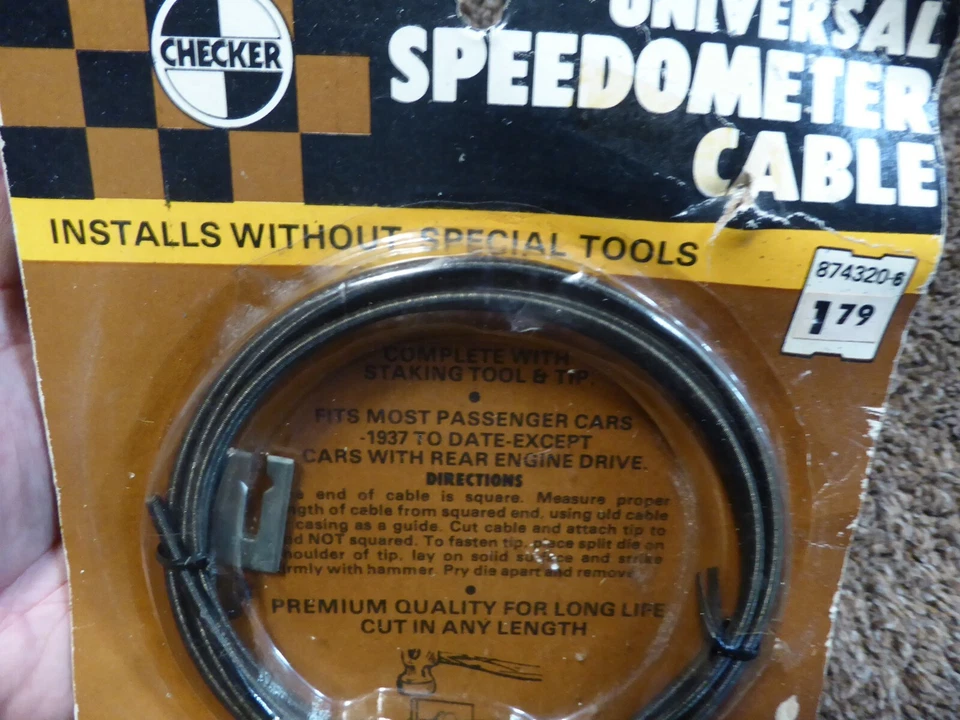 CHECKER
UNIVERSAL
SPEEDOMETER
CABLE
INSTALLS WITHOUT SPECIAL TOOLS
874320-6
1 79
COMPLETE WITH
STAKING TOOL & TIP.
•
FITS MOST PASSENGER CARS
-1937 TO DATE-EXCEPT
CARS WITH REAR ENGINE DRIVE.
DIRECTIONS
end of cable is square. Measure proper
of cable from squared end, using old cable
casing as a guide. Cut cable and attach tip to
NOT squared. To fasten tip, place split die on
of tip, lay on solid surface and strike
with hammer. Pry die apart and remove
•
PREMIUM QUALITY FOR LONG LIFE
CUT IN ANY LENGTH